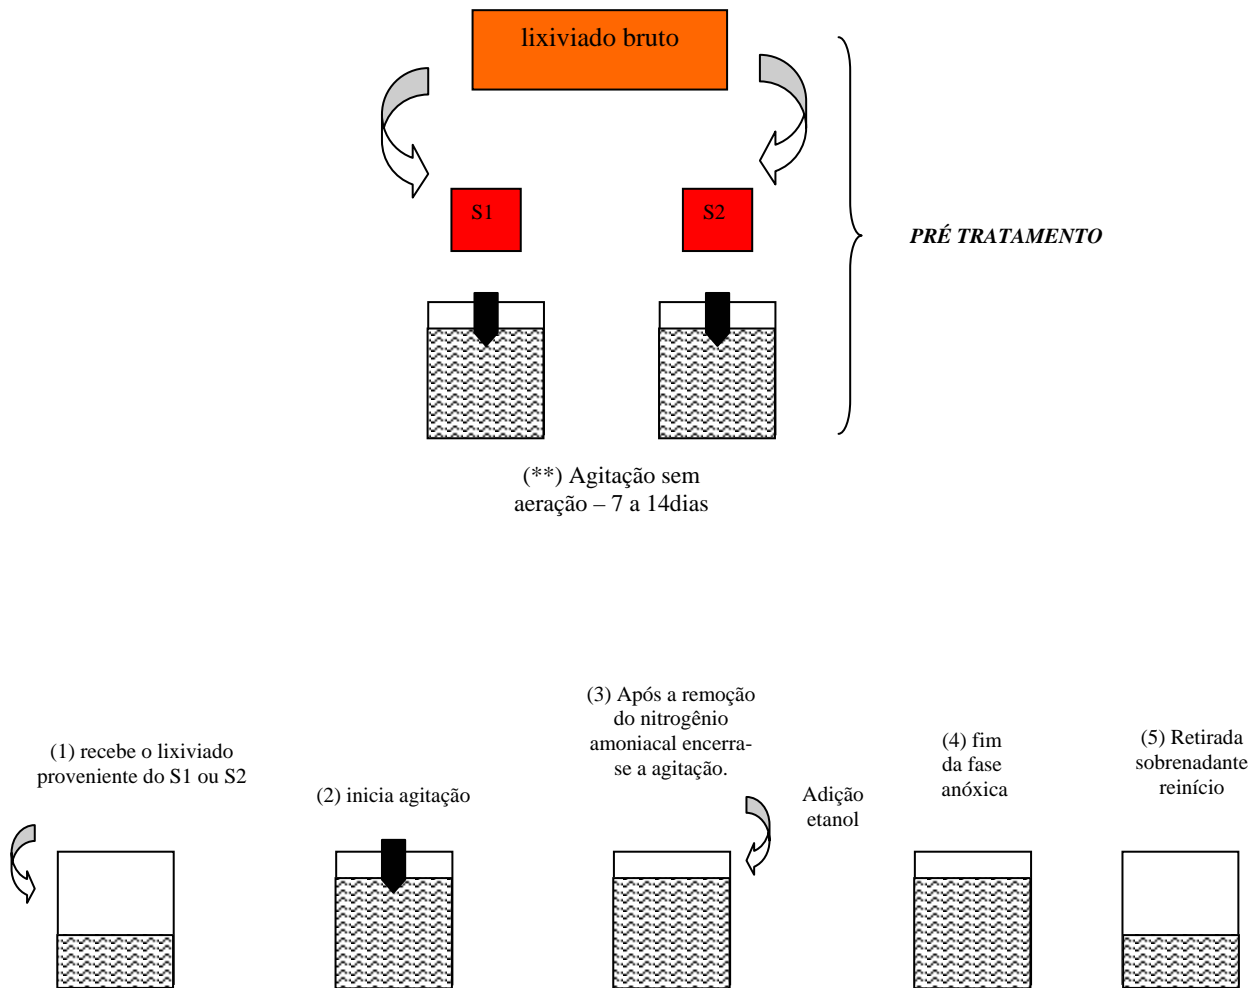 lixiviado bruto
S1
S2
PRÉ TRATAMENTO
(**) Agitação sem
aeração – 7 a 14dias
(1) recebe o lixiviado
proveniente do S1 ou S2
(2) inicia agitação
(3) Após a remoção
do nitrogênio
amoniacal encerra-
se a agitação.
Adição
etanol
(4) fim
da fase
anóxica
(5) Retirada
sobrenadante
reinício